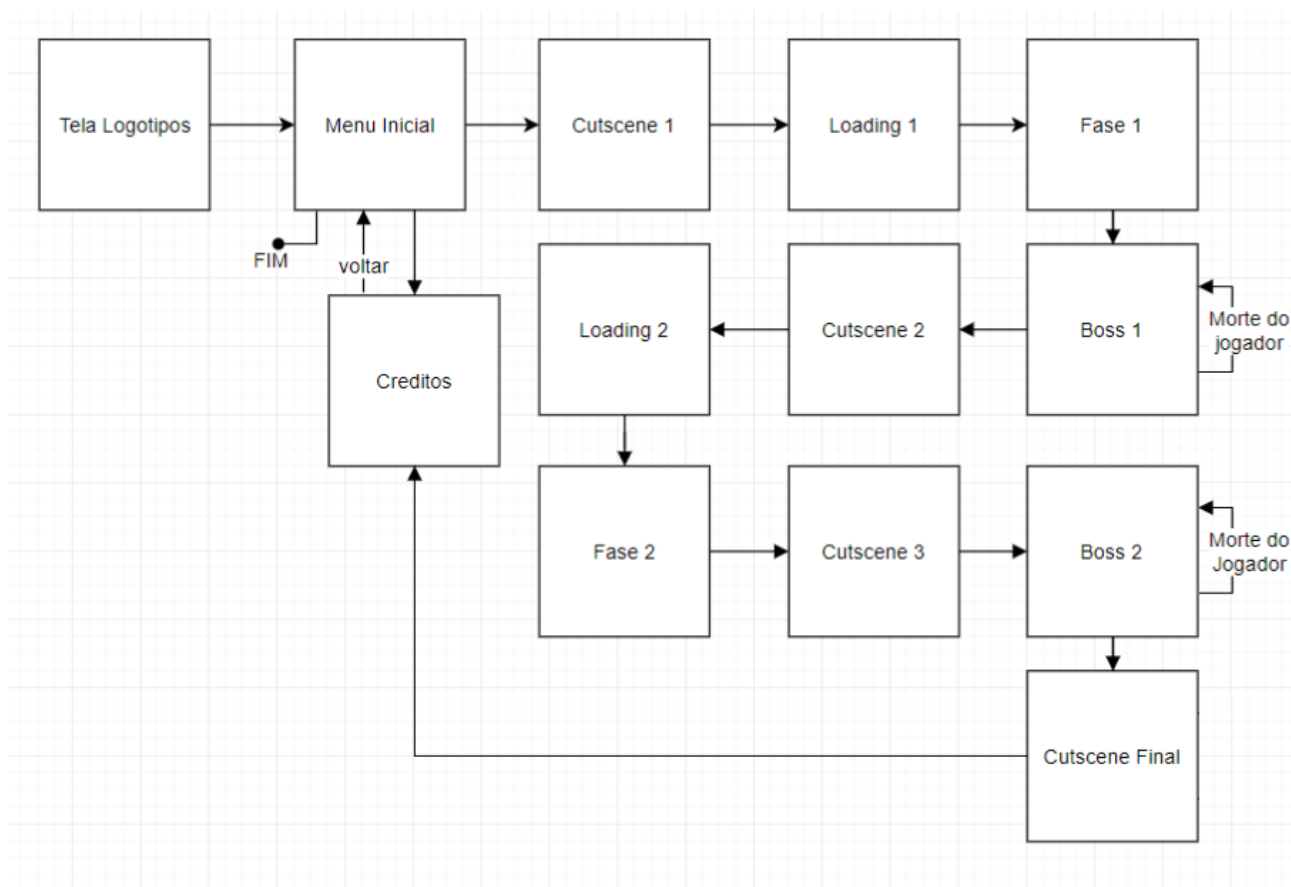 Tela Logotipos
Menu Inicial
Cutscene 1
Loading 1
Fase 1
FIM
voltar
Creditos
Loading 2
Cutscene 2
Boss 1
Morte do
jogador
Fase 2
Cutscene 3
Boss 2
Morte do
Jogador
Cutscene Final